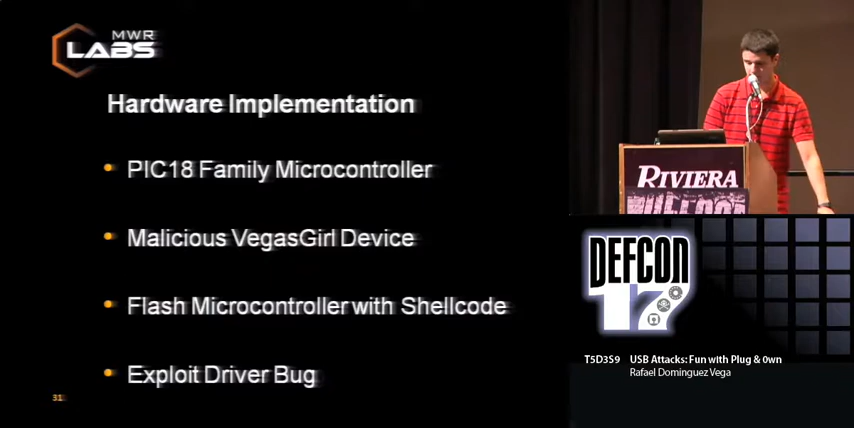 MWR
LABS
Hardware Implementation
PIC18 Family Microcontroller
Malicious VegasGirl Device
Flash Microcontroller with Shellcode
Exploit Driver Bug
31
RIVIERA
DEFCON
17
T5D3S9 USB Attacks: Fun with Plug & 0wn
Rafael Dominguez Vega